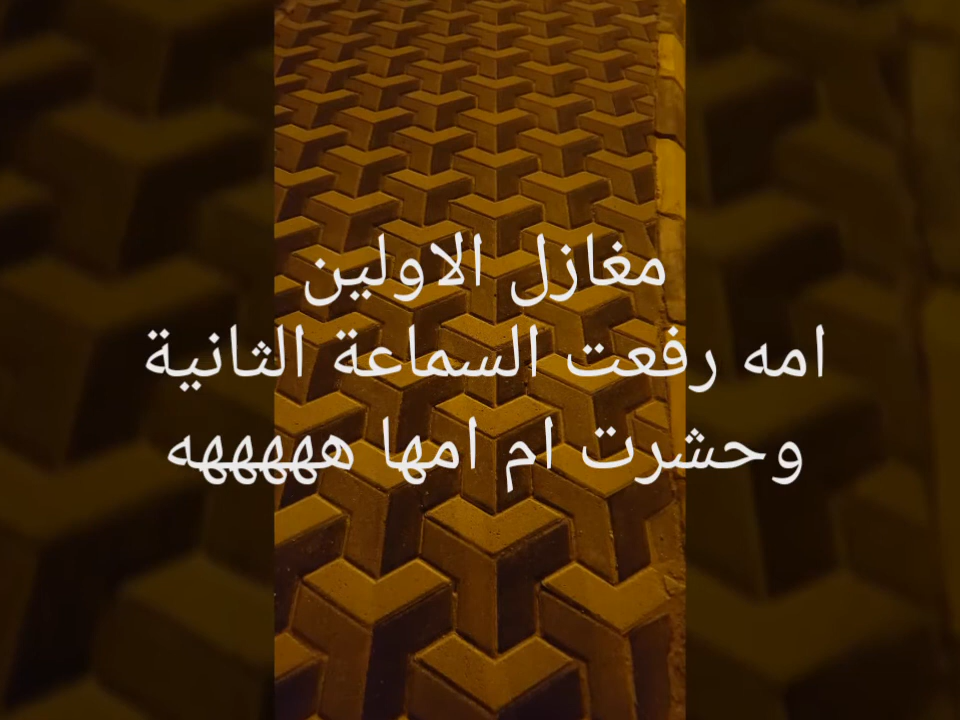 مغازل الاولين
امه رفعت السماعة الثانية
وحشرت ام امها هههههه